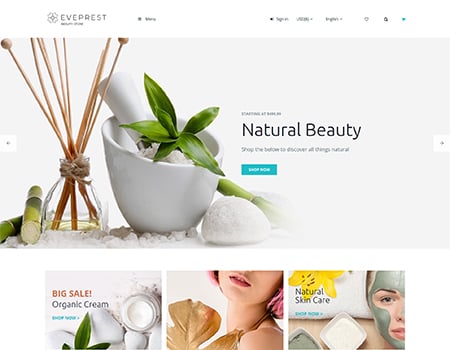 EVEPREST
BEAUTY STORE
Menu
Sign in
USD($)
English
STARTING AT $499.99
Natural Beauty
Shop the below to discover all things natural
SHOP NOW
BIG SALE!
Organic Cream
SHOP NOW >
Natural
Skin Care
SHOP NOW >